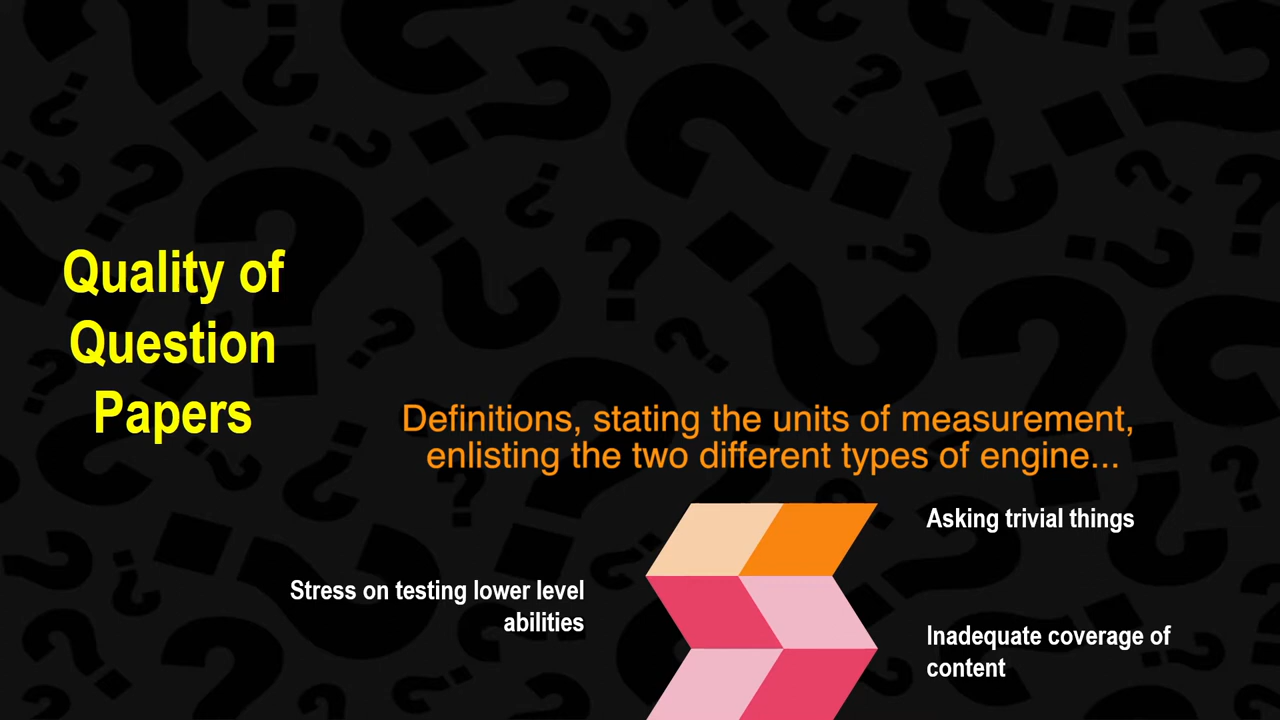 Quality of
Question
Papers
Definitions, stating the units of measurement,
enlisting the two different types of engine...
Asking trivial things
Stress on testing lower level
abilities
Inadequate coverage of
content